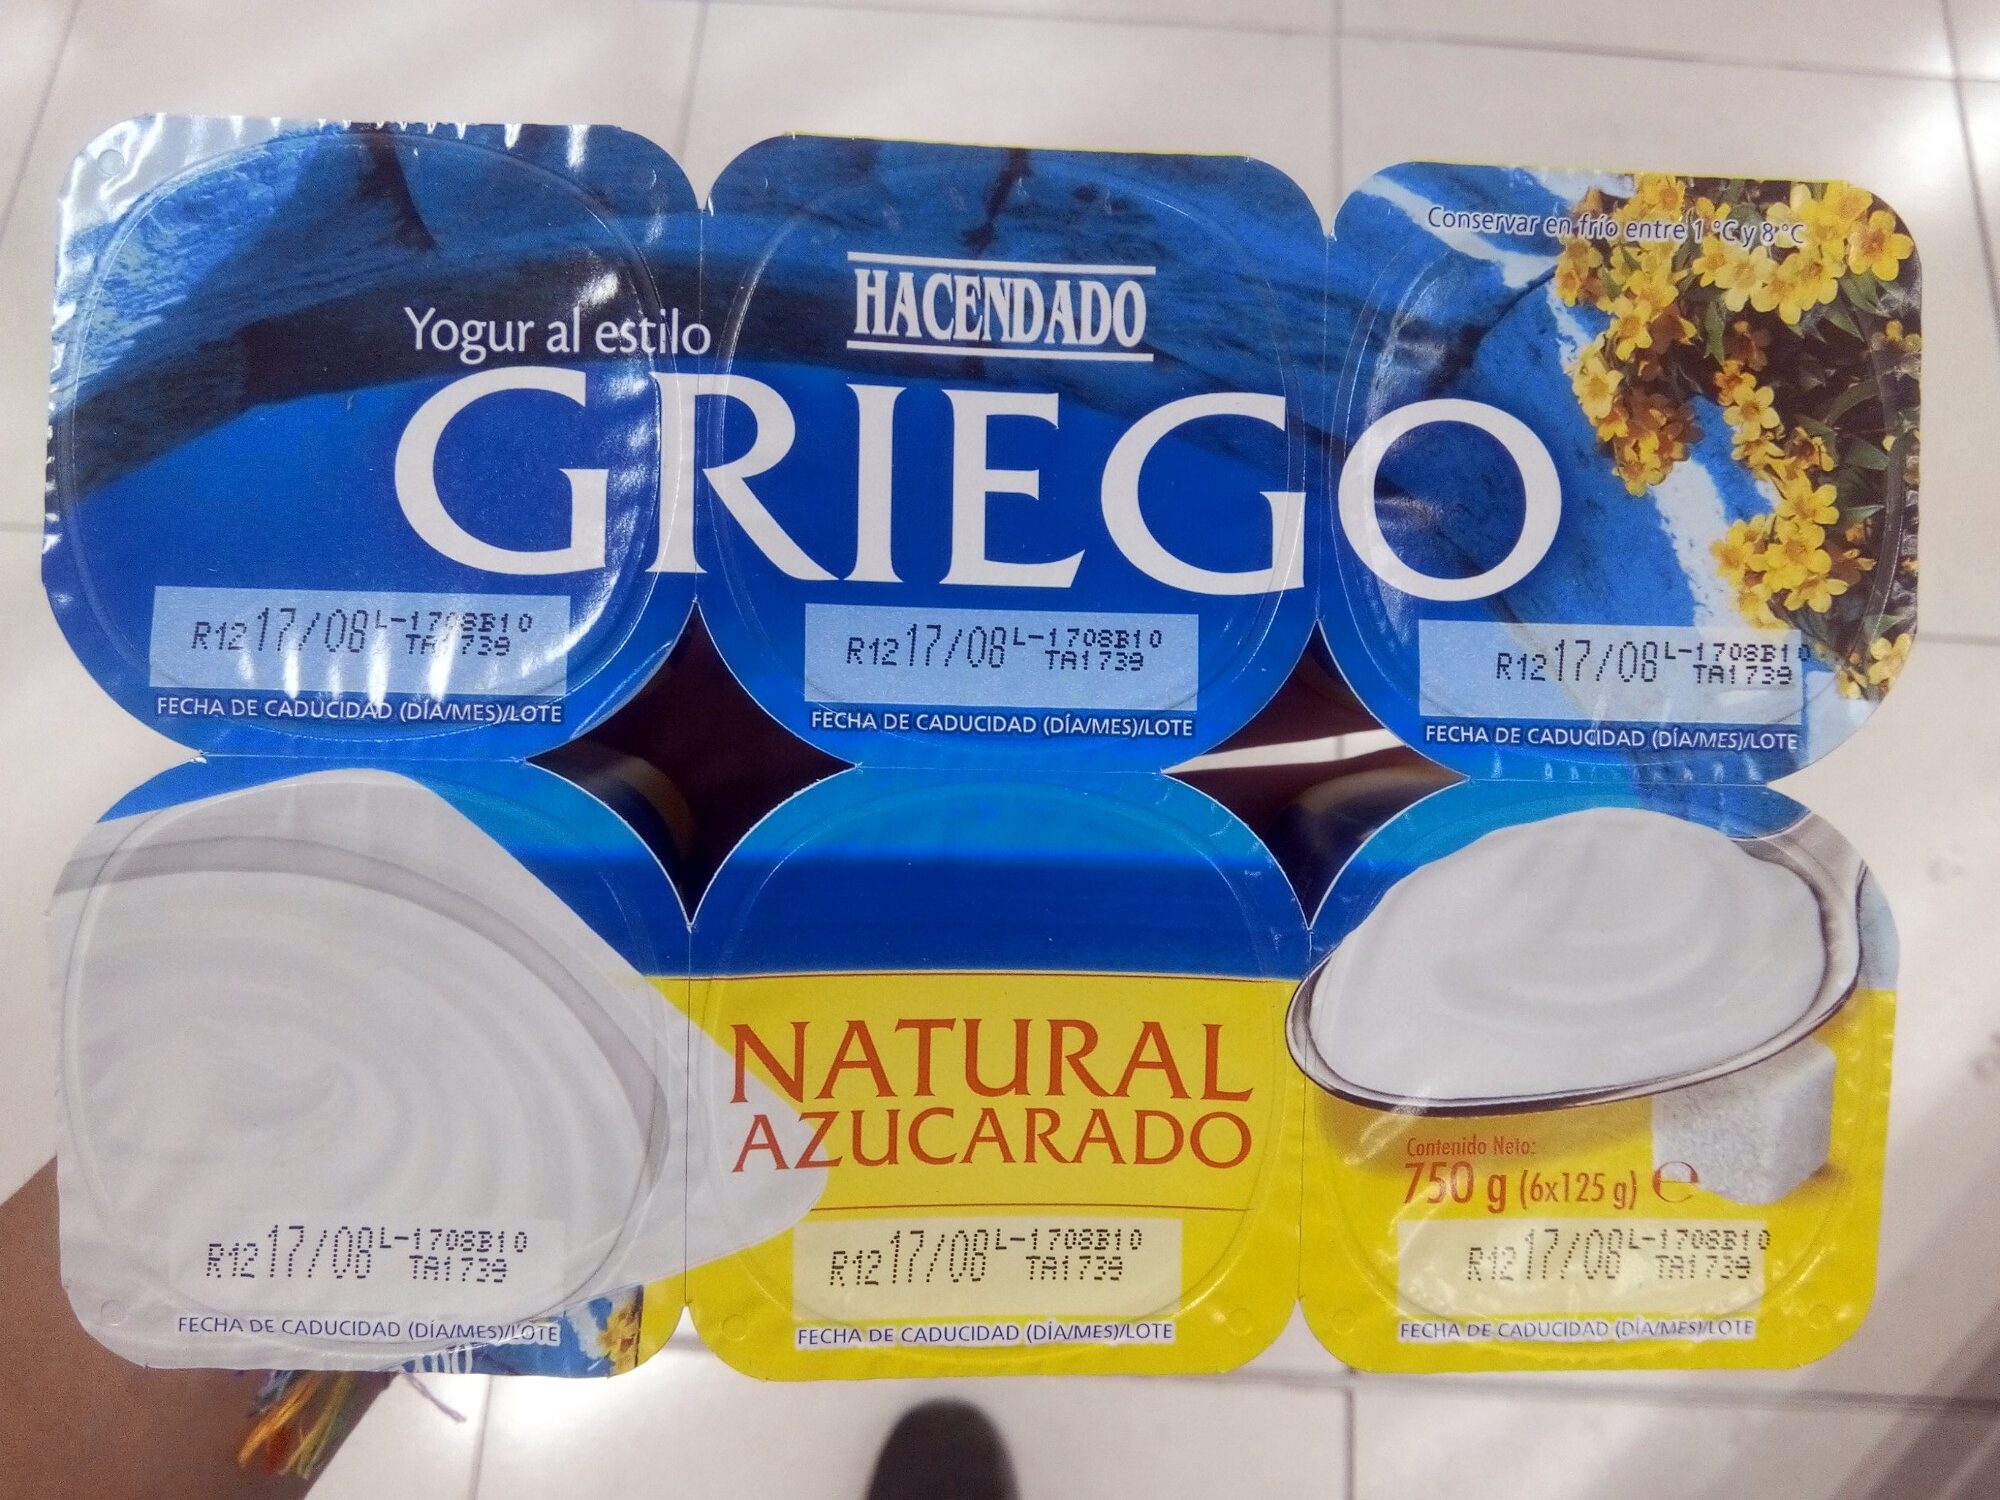 Conservar en frío entre 1 °C y 8 °C
HACENDADO
Yogur al estilo
GRIEGO
R12 17/08 L-1708B10
TA1739
FECHA DE CADUCIDAD (DÍA/MES)/LOTE
R12 17/08 L-1708B10
TA1739
FECHA DE CADUCIDAD (DÍA/MES)/LOTE
R12 17/08 L-1708B10
TA1739
FECHA DE CADUCIDAD (DÍA/MES)/LOTE
NATURAL
AZUCARADO
Contenido Neto:
750 g (6x125 g) e
R12 17/08 L-1708B10
TA1739
FECHA DE CADUCIDAD (DÍA/MES)/LOTE
R12 17/08 L-1708B10
TA1739
FECHA DE CADUCIDAD (DÍA/MES)/LOTE
R12 17/08 L-1708B10
TA1739
FECHA DE CADUCIDAD (DÍA/MES)/LOTE